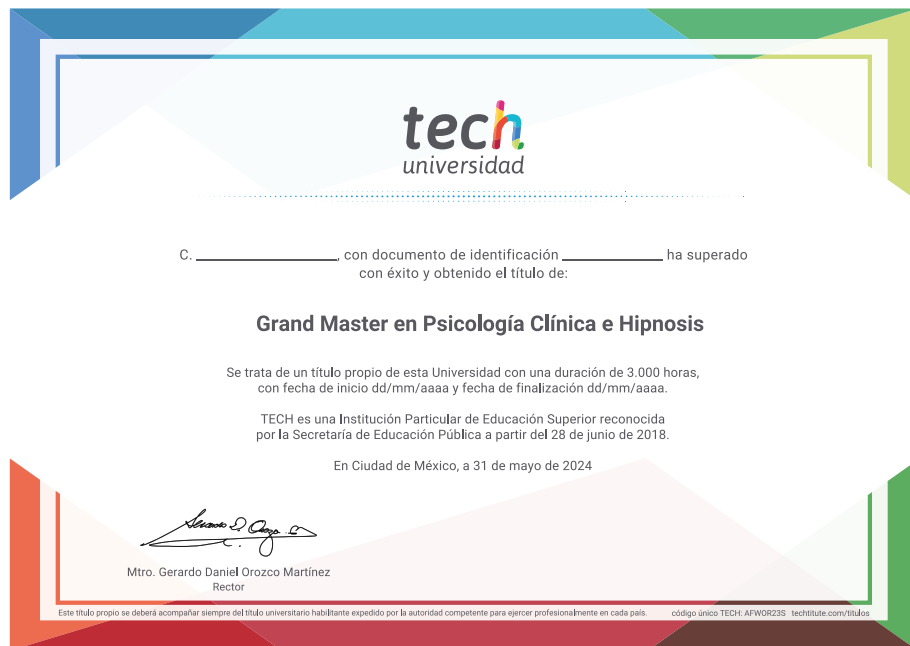 tech
universidad
C. ________________, con documento de identificación ____________ ha superado
con éxito y obtenido el título de:
Grand Master en Psicología Clínica e Hipnosis
Se trata de un título propio de esta Universidad con una duración de 3.000 horas,
con fecha de inicio dd/mm/aaaa y fecha de finalización dd/mm/aaaa.
TECH es una Institución Particular de Educación Superior reconocida
por la Secretaría de Educación Pública a partir del 28 de junio de 2018.
En Ciudad de México, a 31 de mayo de 2024
Mtro. Gerardo Daniel Orozco Martínez
Rector
Este título propio se deberá acompañar siempre del título universitario habilitante expedido por la autoridad competente para ejercer profesionalmente en cada país. código único TECH: AFWOR23S techtitute.com/titulos